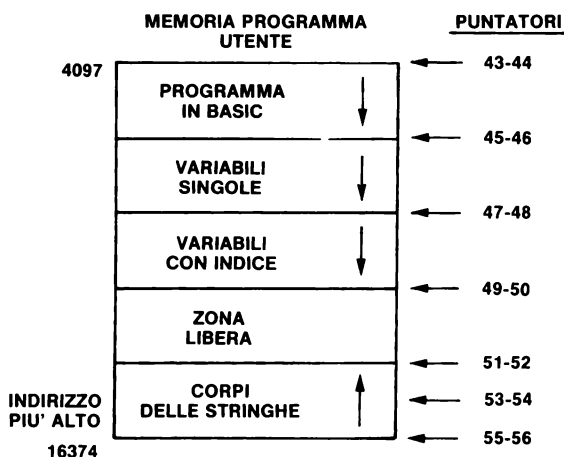 MEMORIA PROGRAMMA
UTENTE
PUNTATORI
4097
43-44
PROGRAMMA
IN BASIC
45-46
VARIABILI
SINGOLE
47-48
VARIABILI
CON INDICE
49-50
ZONA
LIBERA
51-52
INDIRIZZO
PIU' ALTO
16374
CORPI
DELLE STRINGHE
53-54
55-56